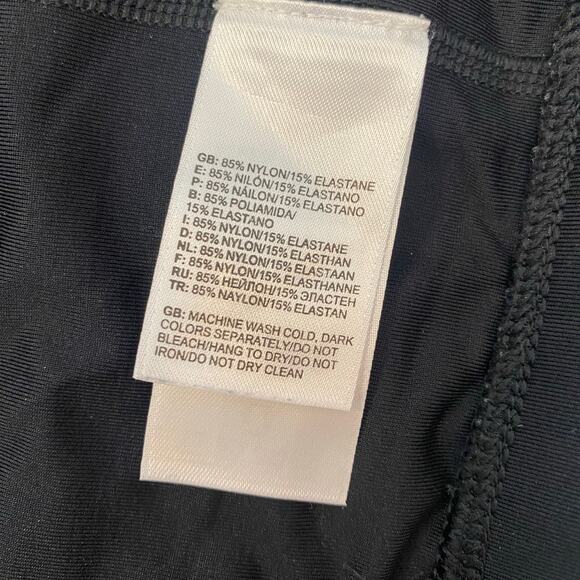 GB: 85% NYLON/15% ELASTANE
E: 85% NILÓN/15% ELASTANO
P: 85% NÁILON/15% ELASTANO
B: 85% POLIAMIDA/
15% ELASTANO
I: 85% NYLON/15% ELASTANE
D: 85% NYLON/15% ELASTHAN
NL: 85% NYLON/15% ELASTAAN
F: 85% NYLON/15% ELASTHANNE
RU: 85% НЕЙЛОН/15% ЭЛАСТЕН
TR: 85% NAYLON/15% ELASTAN
GB: MACHINE WASH COLD, DARK
COLORS SEPARATELY/DO NOT
BLEACH/HANG TO DRY/DO NOT
IRON/DO NOT DRY CLEAN